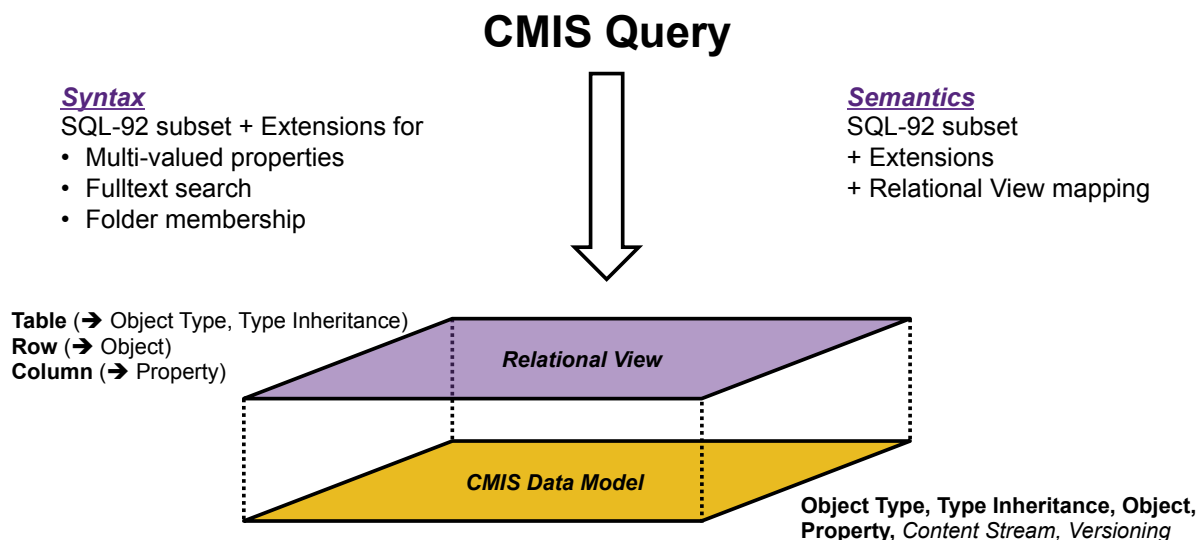 CMIS Query
Syntax
SQL-92 subset + Extensions for
• Multi-valued properties
• Fulltext search
• Folder membership
Semantics
SQL-92 subset
+ Extensions
+ Relational View mapping
Table (➔ Object Type, Type Inheritance)
Row (➔ Object)
Column (➔ Property)
Relational View
CMIS Data Model
Object Type, Type Inheritance, Object,
Property, Content Stream, Versioning